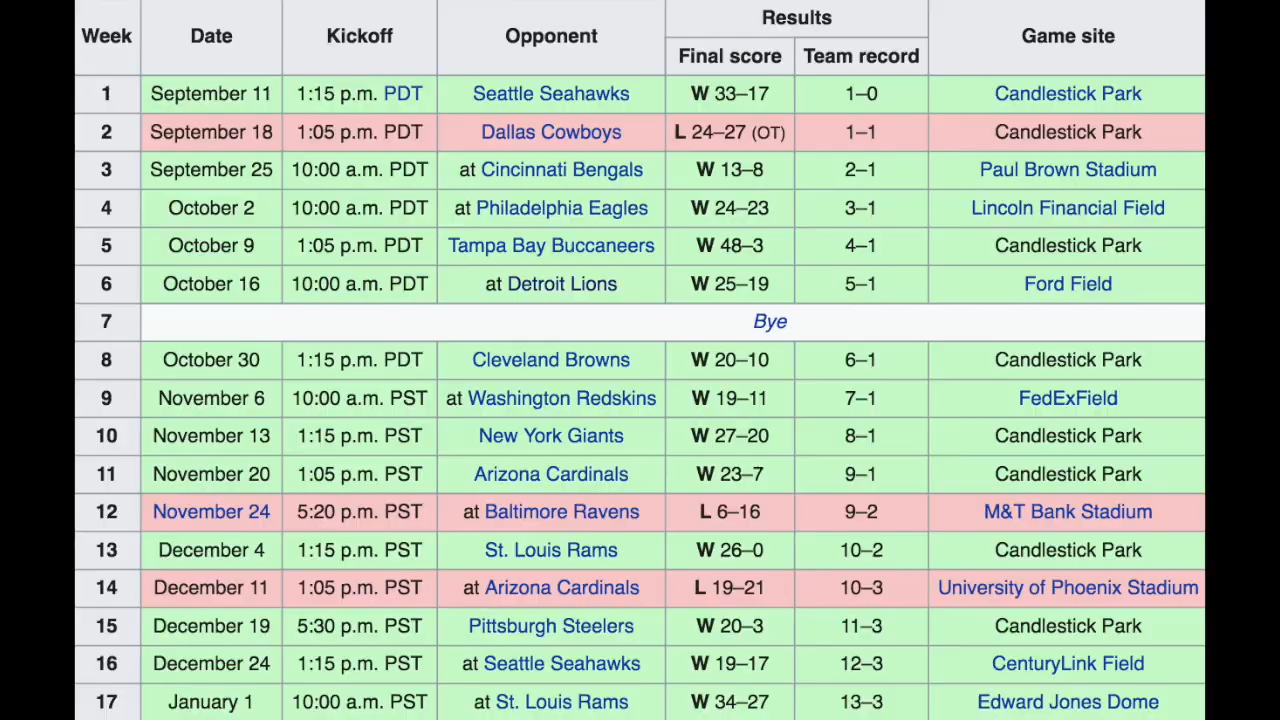 Week Date Kickoff Opponent Results Game site
Final score Team record
1 September 11 1:15 p.m. PDT Seattle Seahawks W 33–17 1–0 Candlestick Park
2 September 18 1:05 p.m. PDT Dallas Cowboys L 24–27 (OT) 1–1 Candlestick Park
3 September 25 10:00 a.m. PDT at Cincinnati Bengals W 13–8 2–1 Paul Brown Stadium
4 October 2 10:00 a.m. PDT at Philadelphia Eagles W 24–23 3–1 Lincoln Financial Field
5 October 9 1:05 p.m. PDT Tampa Bay Buccaneers W 48–3 4–1 Candlestick Park
6 October 16 10:00 a.m. PDT at Detroit Lions W 25–19 5–1 Ford Field
7 Bye
8 October 30 1:15 p.m. PDT Cleveland Browns W 20–10 6–1 Candlestick Park
9 November 6 10:00 a.m. PST at Washington Redskins W 19–11 7–1 FedExField
10 November 13 1:15 p.m. PST New York Giants W 27–20 8–1 Candlestick Park
11 November 20 1:05 p.m. PST Arizona Cardinals W 23–7 9–1 Candlestick Park
12 November 24 5:20 p.m. PST at Baltimore Ravens L 6–16 9–2 M&T Bank Stadium
13 December 4 1:15 p.m. PST St. Louis Rams W 26–0 10–2 Candlestick Park
14 December 11 1:05 p.m. PST at Arizona Cardinals L 19–21 10–3 University of Phoenix Stadium
15 December 19 5:30 p.m. PST Pittsburgh Steelers W 20–3 11–3 Candlestick Park
16 December 24 1:15 p.m. PST at Seattle Seahawks W 19–17 12–3 CenturyLink Field
17 January 1 10:00 a.m. PST at St. Louis Rams W 34–27 13–3 Edward Jones Dome